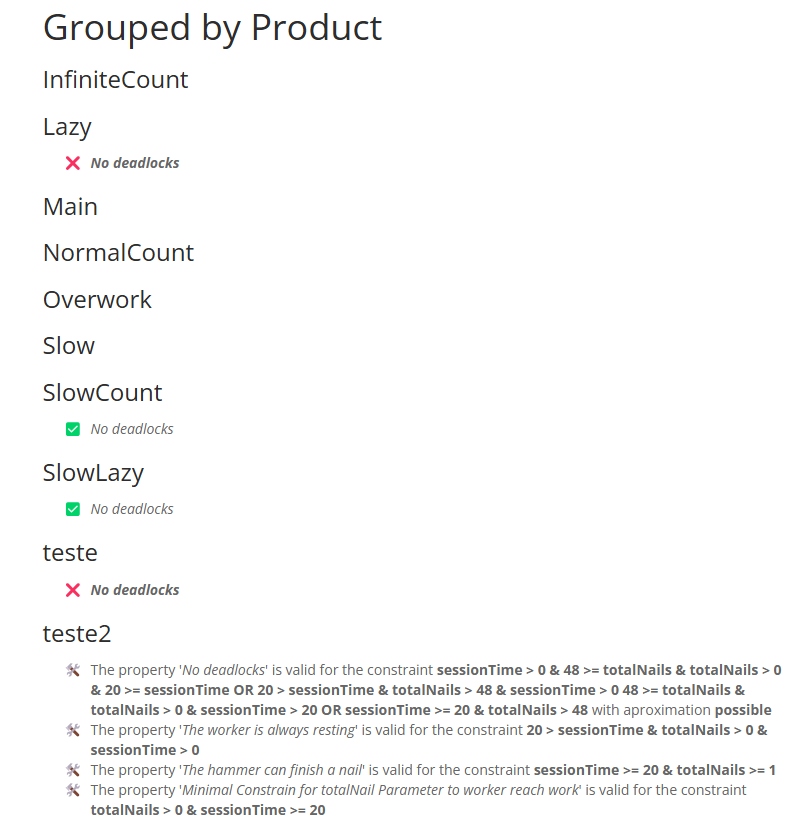 Grouped by Product
InfiniteCount
Lazy
No deadlocks
Main
NormalCount
Overwork
Slow
SlowCount
No deadlocks
SlowLazy
No deadlocks
teste
No deadlocks
teste2
The property 'No deadlocks' is valid for the constraint sessionTime > 0 & 48 >= totalNails & totalNails > 0
& 20 >= sessionTime OR 20 > sessionTime & totalNails > 48 & sessionTime > 0 48 >= totalNails &
totalNails > 0 & sessionTime > 20 OR sessionTime >= 20 & totalNails > 48 with aproximation possible
The property 'The worker is always resting' is valid for the constraint 20 > sessionTime & totalNails > 0 &
sessionTime > 0
The property 'The hammer can finish a nail' is valid for the constraint sessionTime >= 20 & totalNails >= 1
The property 'Minimal Constrain for totalNail Parameter to worker reach work' is valid for the constraint
totalNails > 0 & sessionTime >= 20